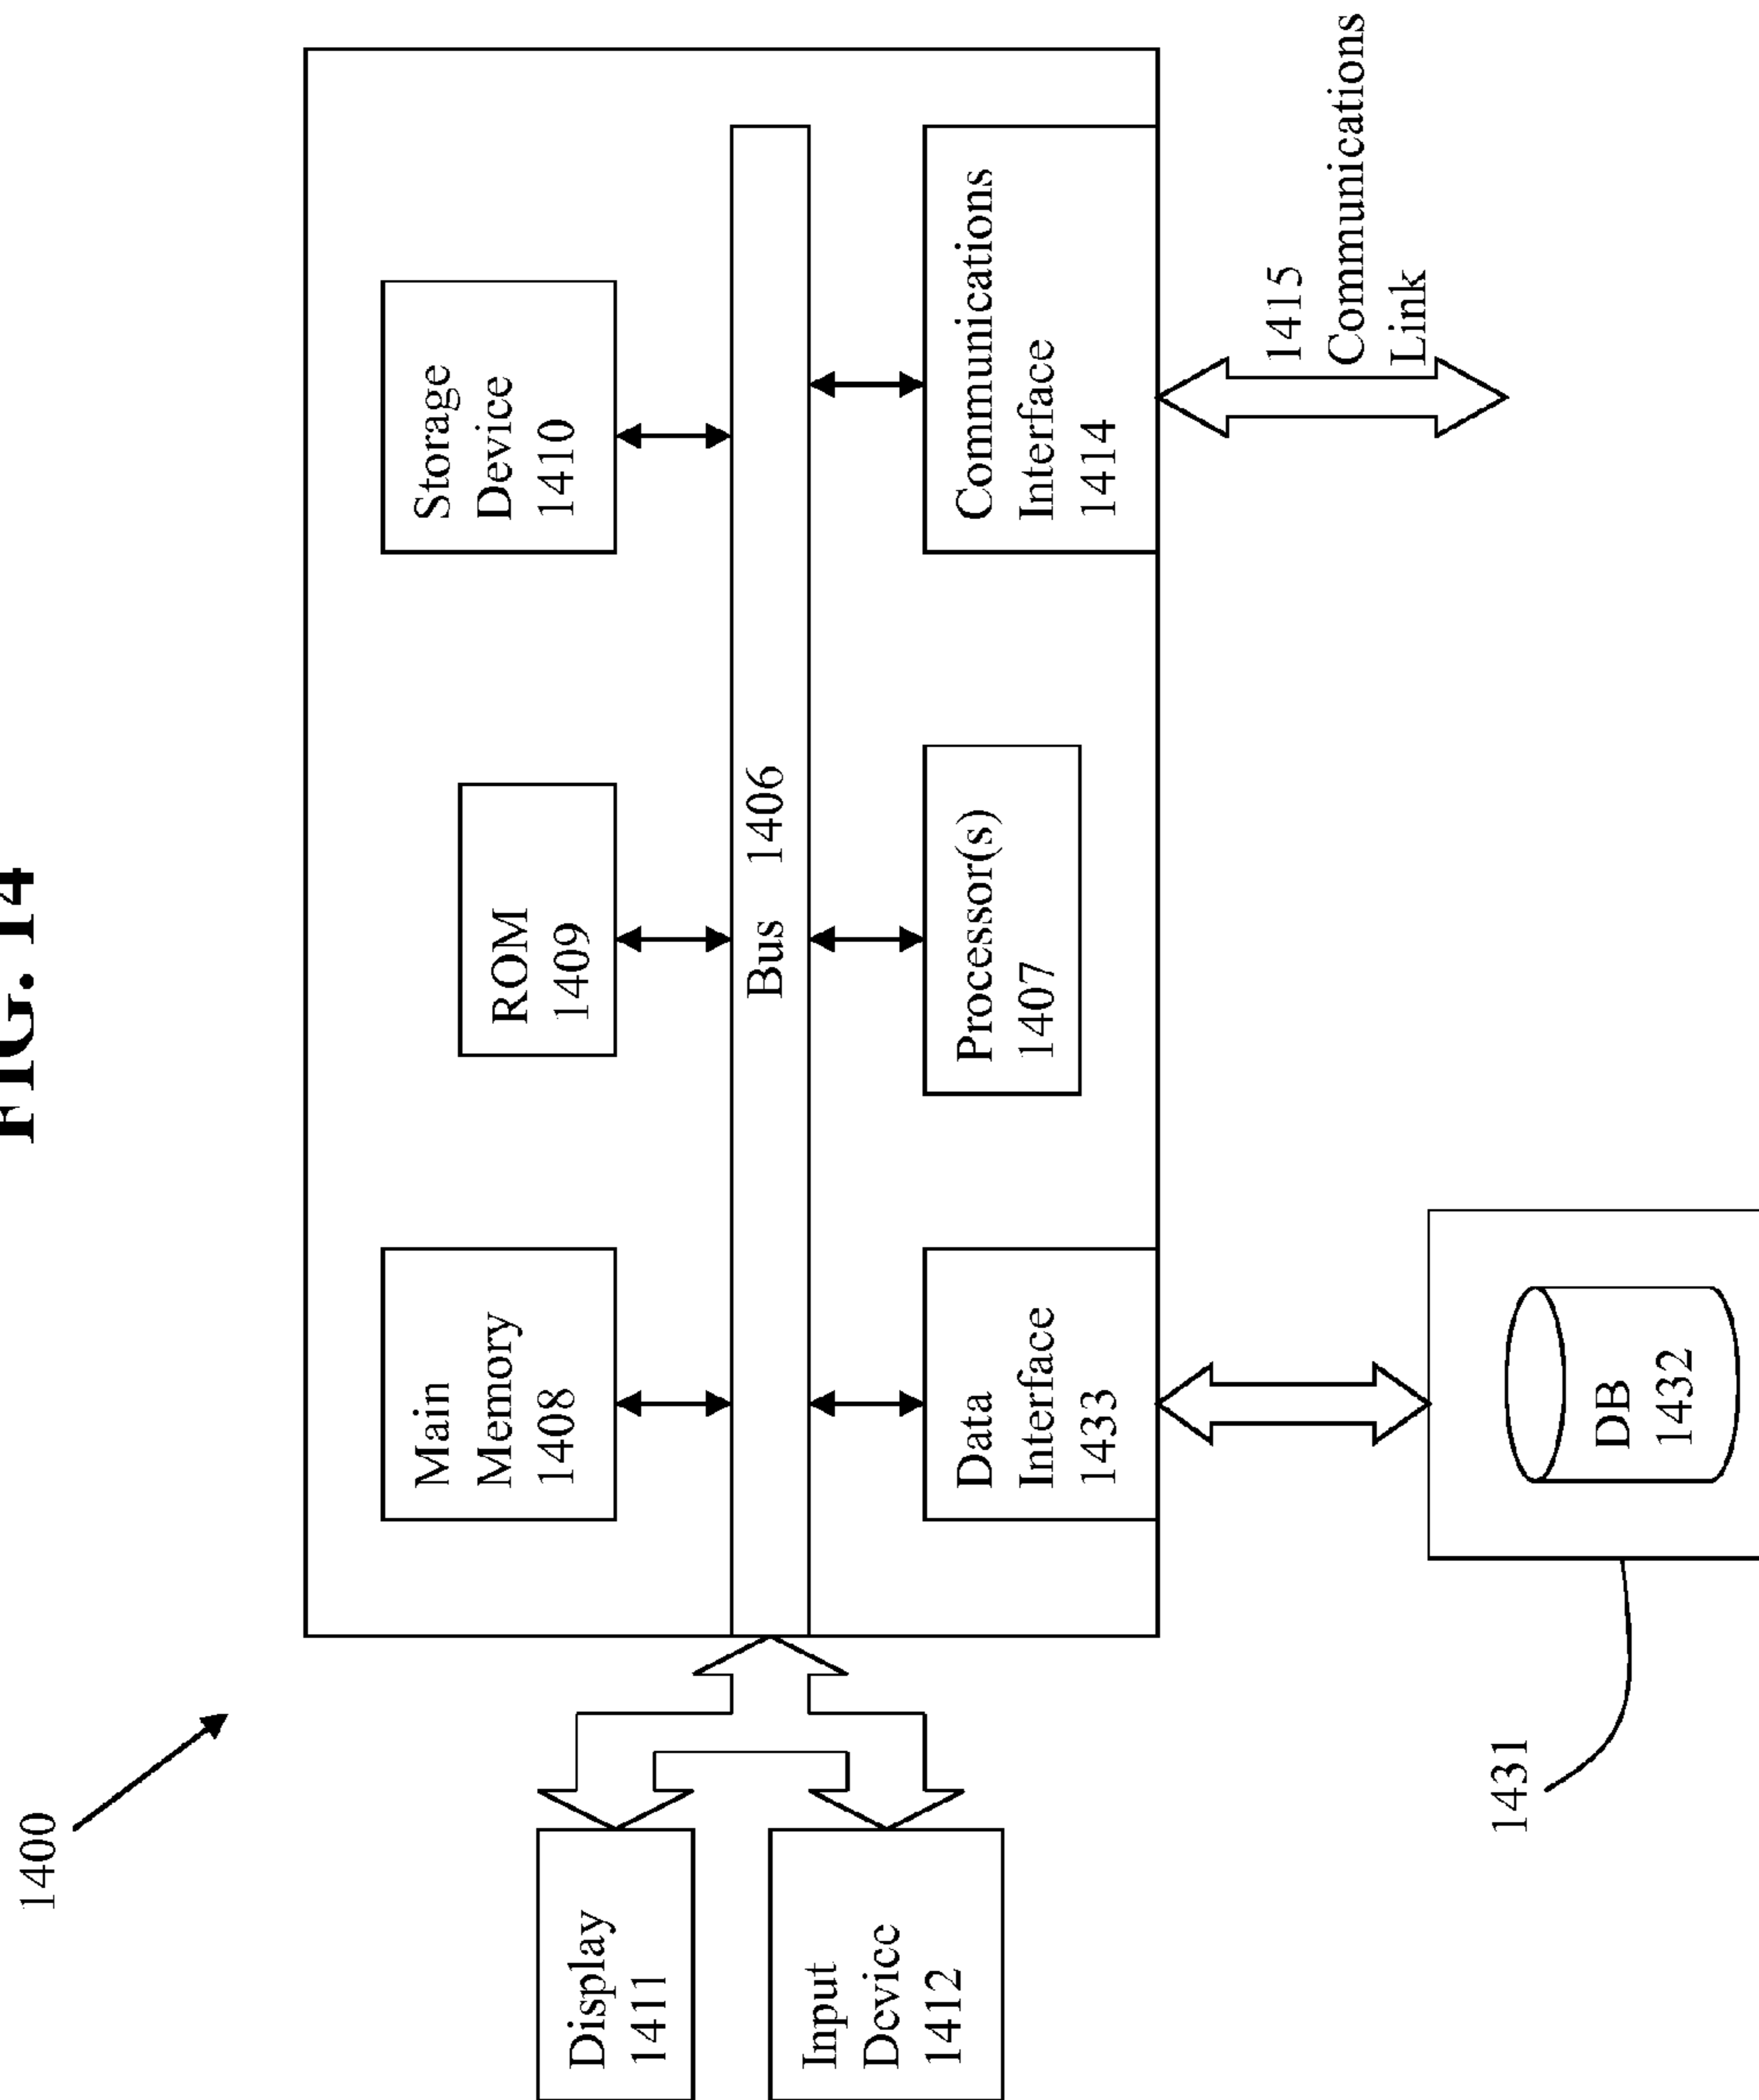 FIG. 14
1400
Main
Memory
1408
ROM
1409
Storage
Device
1410
Display
1411
Bus 1406
Input
Device
1412
Data
Interface
1433
Processor(s)
1407
Communications
Interface
1414
1415
Communications
Link
1431
DB
1432